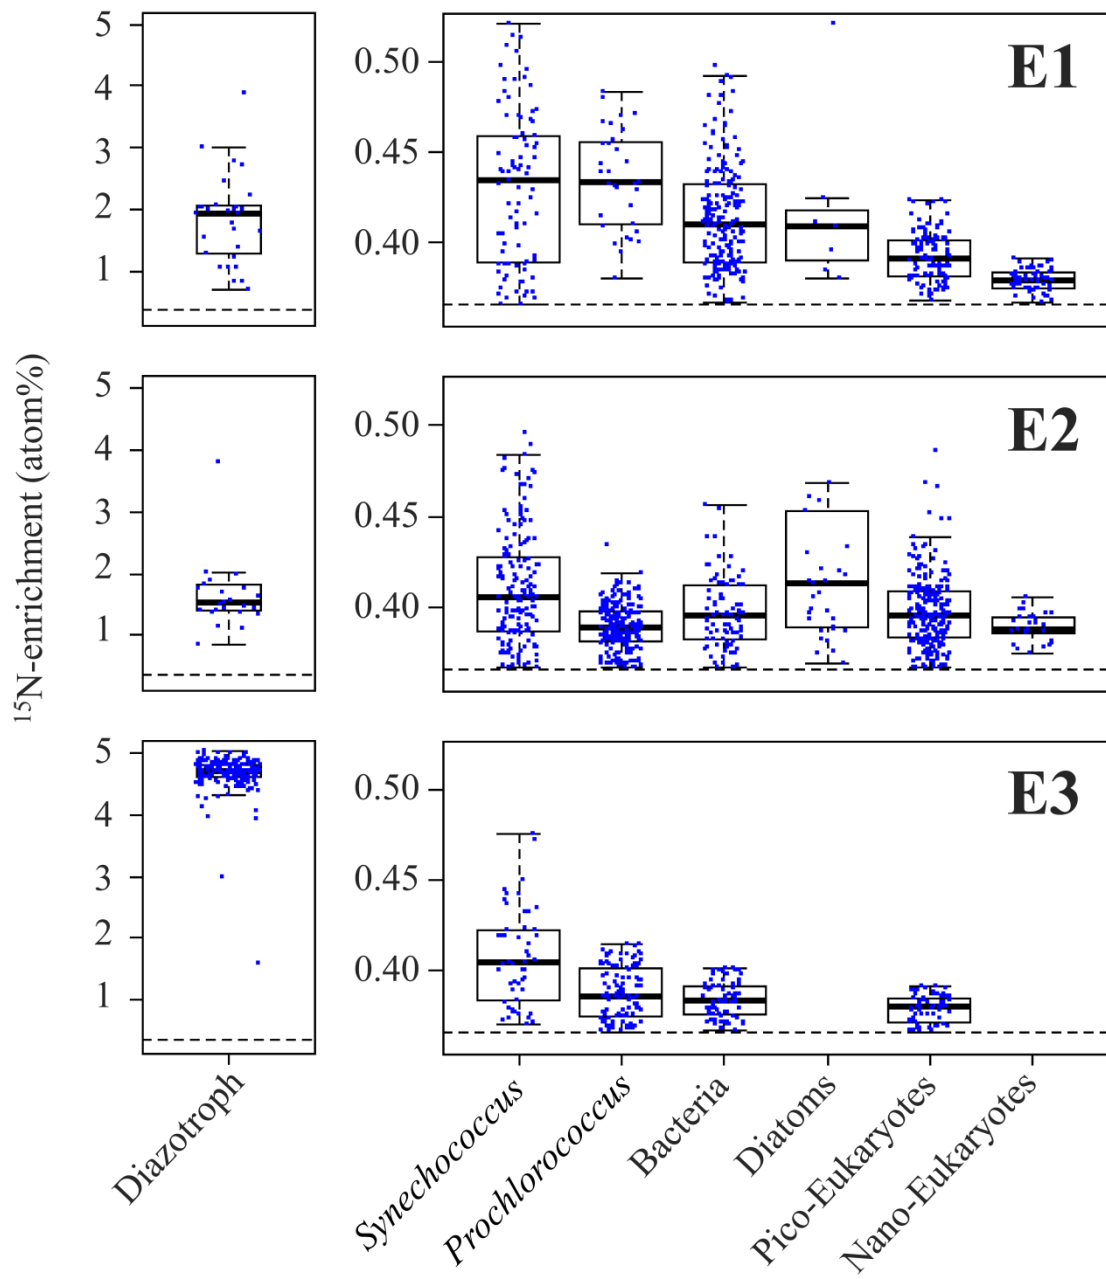 5
4
3
2
1
0.50
0.45
0.40
E1
5
4
3
2
1
0.50
0.45
0.40
E2
5
4
3
2
1
0.50
0.45
0.40
E3
¹⁵N-enrichment (atom%)
Diazotroph
Synechococcus
Prochlorococcus
Bacteria
Diatoms
Pico-Eukaryotes
Nano-Eukaryotes